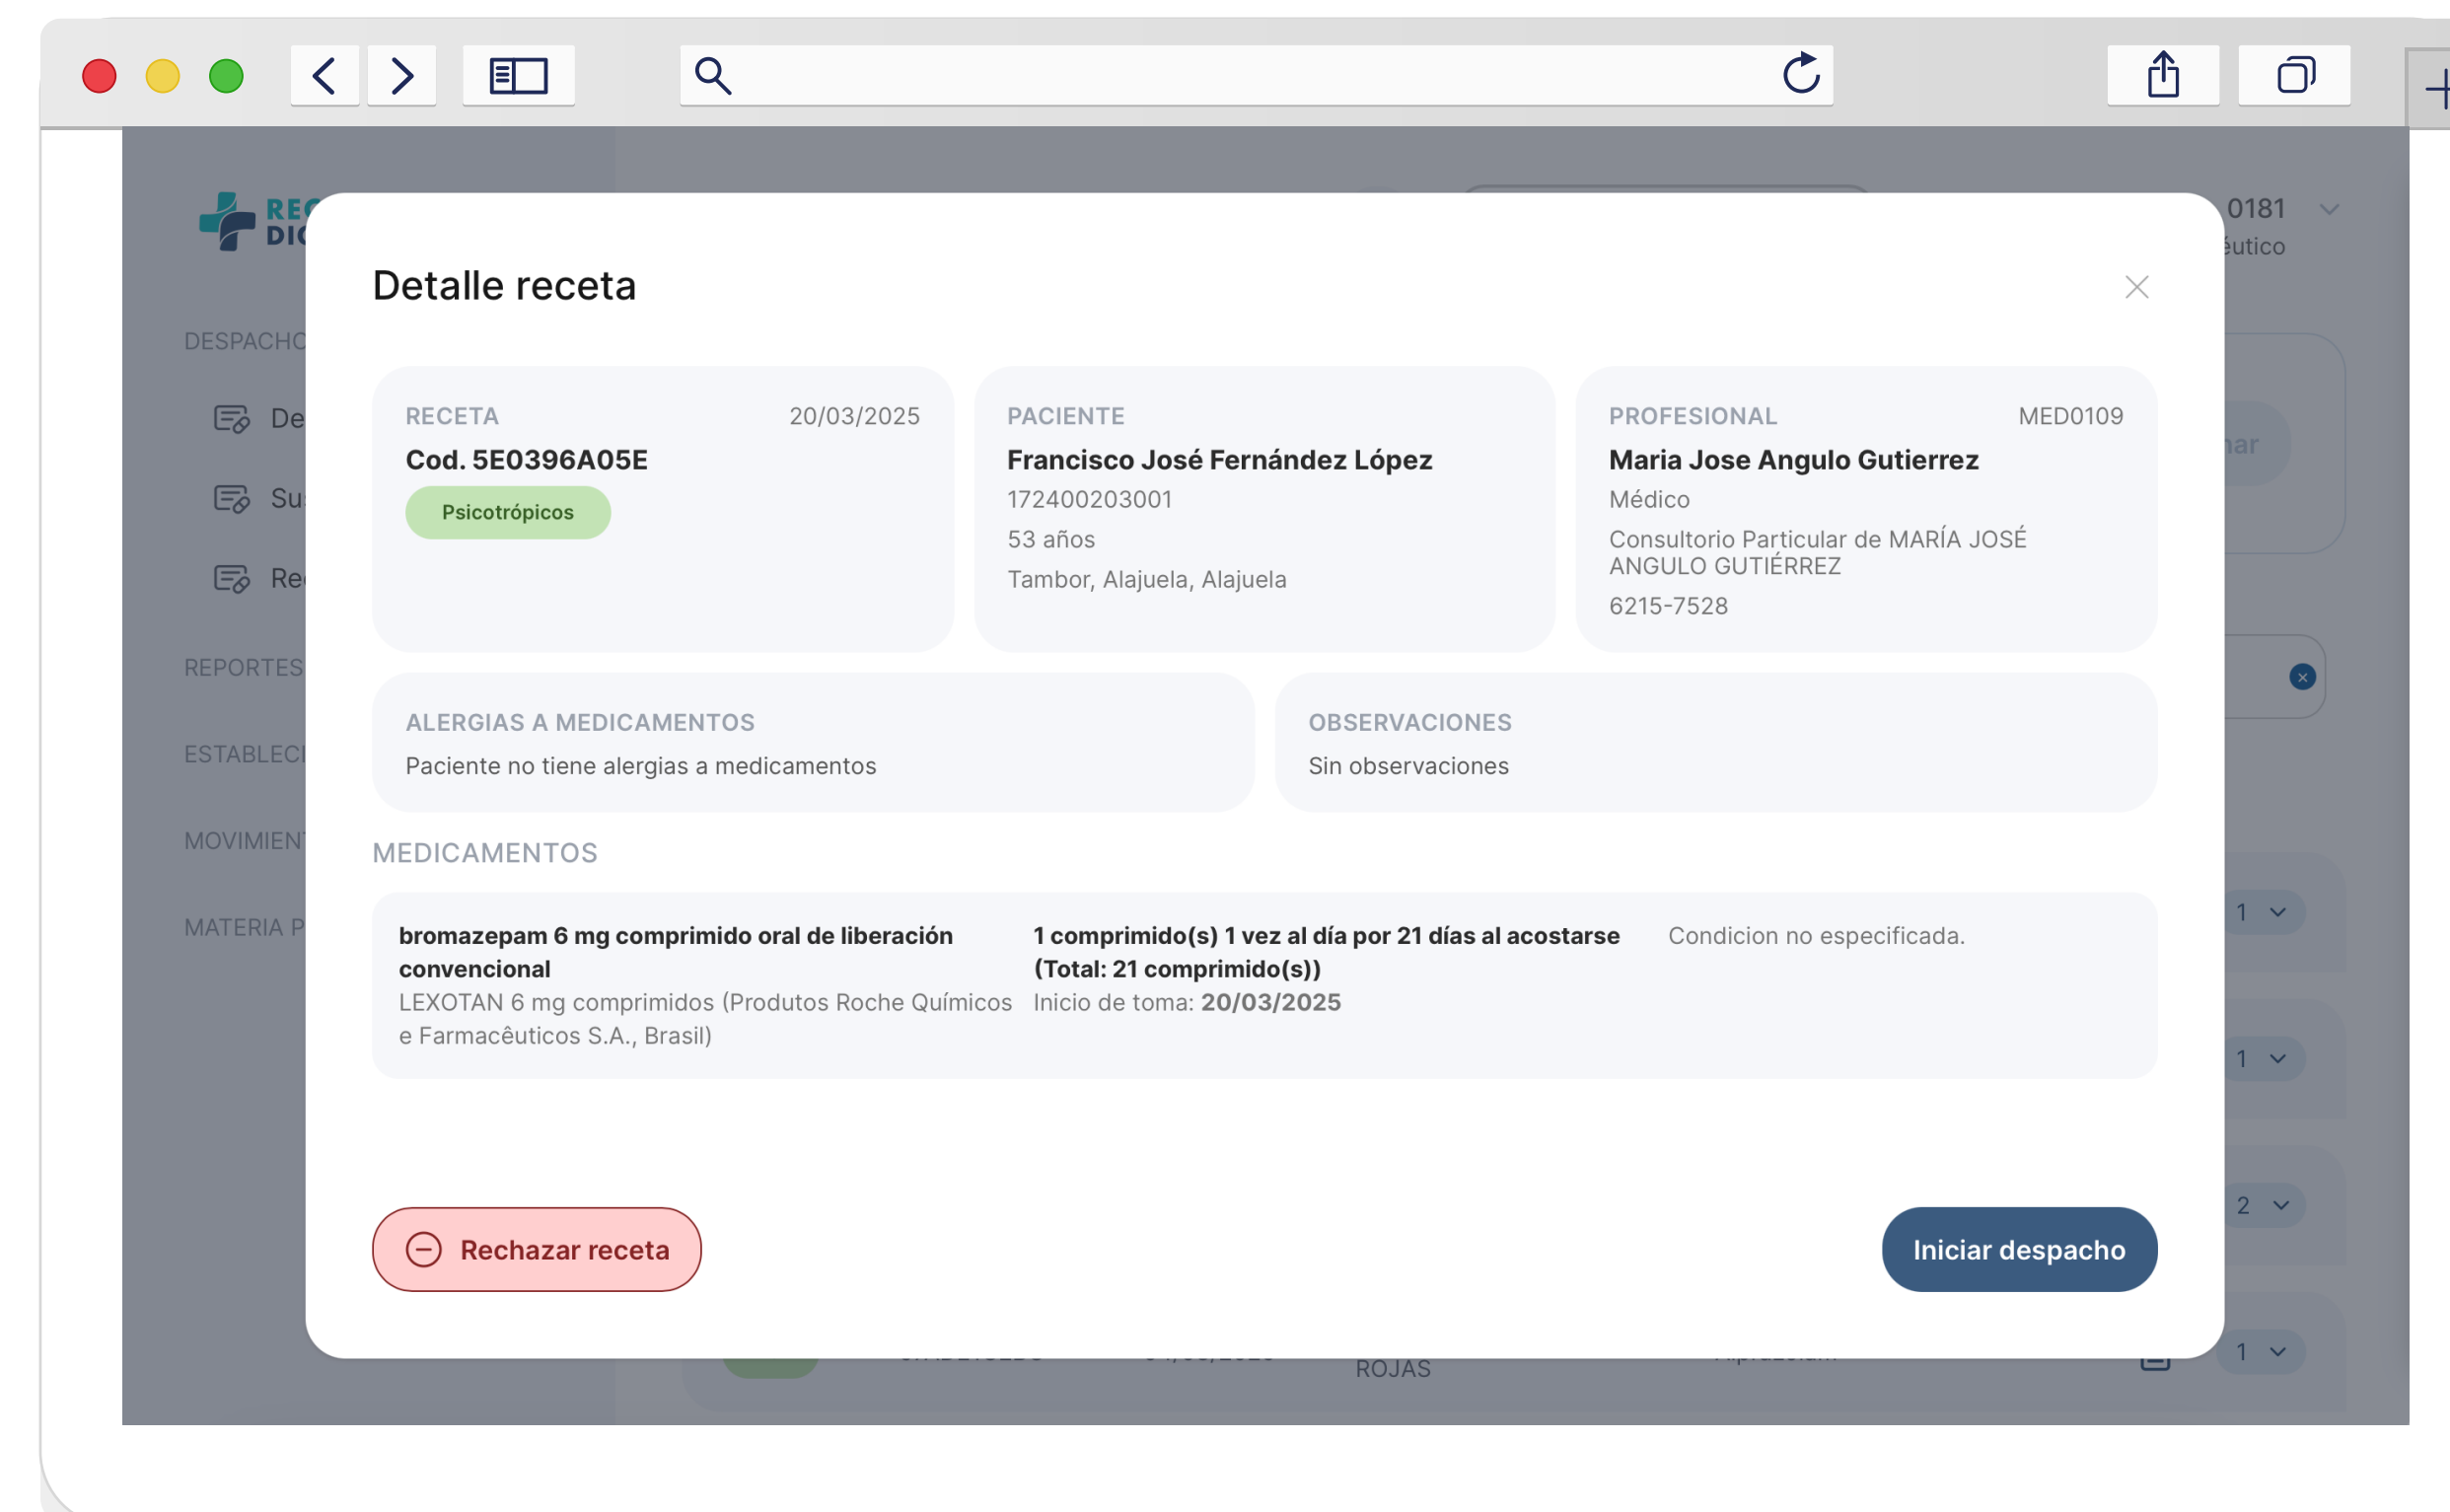 0181
Detalle receta
DESPACHO
RECETA 20/03/2025
Cod. 5E0396A05E
Psicotrópicos
PACIENTE
Francisco José Fernández López
172400203001
53 años
Tambor, Alajuela, Alajuela
PROFESIONAL MED0109
Maria Jose Angulo Gutierrez
Médico
Consultorio Particular de MARÍA JOSÉ
ANGULO GUTIÉRREZ
6215-7528
REPORTES
ALERGIAS A MEDICAMENTOS
Paciente no tiene alergias a medicamentos
OBSERVACIONES
Sin observaciones
MEDICAMENTOS
bromazepam 6 mg comprimido oral de liberación
convencional
LEXOTAN 6 mg comprimidos (Produtos Roche Químicos
e Farmacêuticos S.A., Brasil)
1 comprimido(s) 1 vez al día por 21 días al acostarse
(Total: 21 comprimido(s))
Inicio de toma: 20/03/2025
Condicion no especificada.
1
1
2
1
Rechazar receta
Iniciar despacho
ROJAS